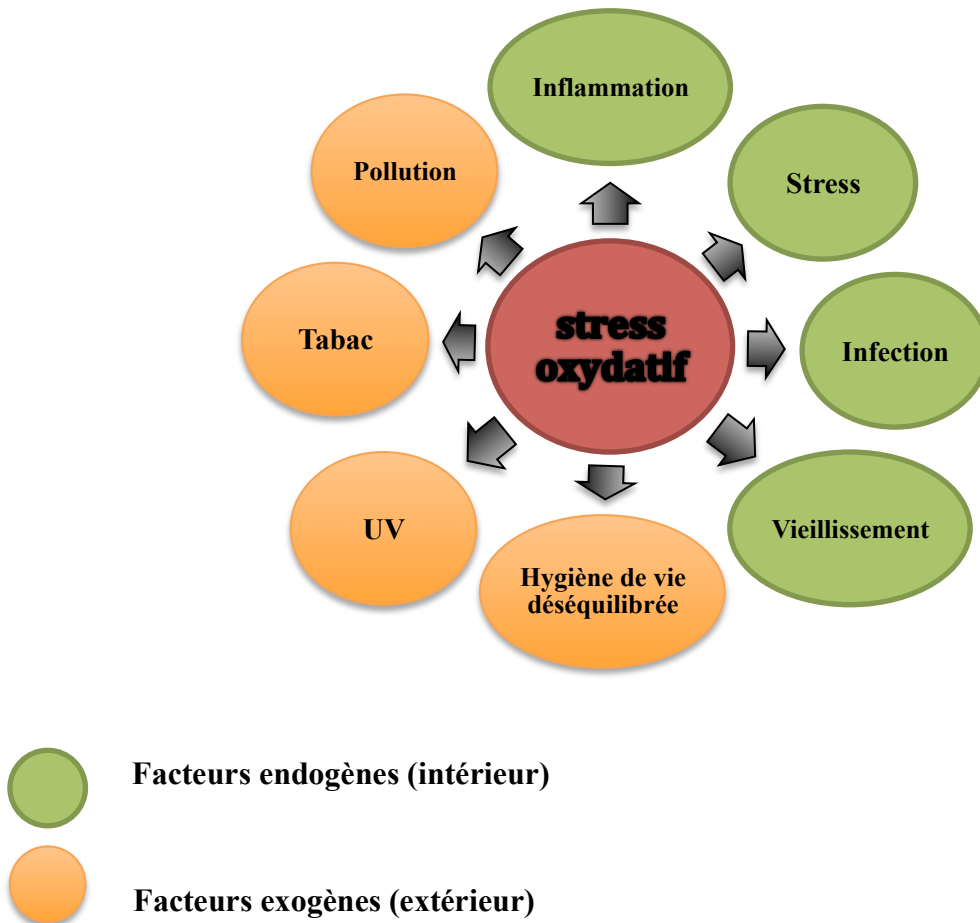 Inflammation
Pollution
Stress
Tabac
stress
oxydatif
Infection
UV
Vieillissement
Hygiène de vie
déséquilibrée
Facteurs endogènes (intérieur)
Facteurs exogènes (extérieur)